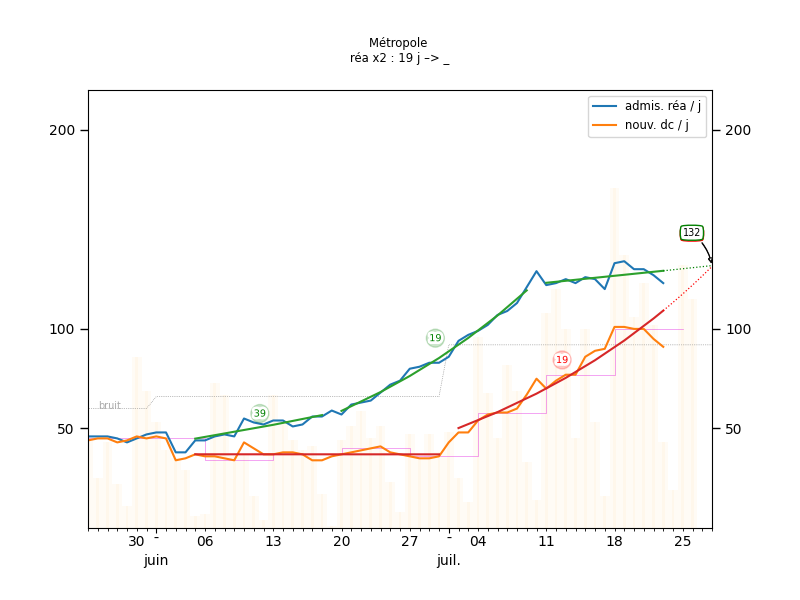 Métropole
réa x2 : 19 j –> _
admis. réa / j
nouv. dc / j
200
200
132
100
100
19
19
bruit
39
50
50
30 - 06 13 20 27 - 04 11 18 25
juin juil.